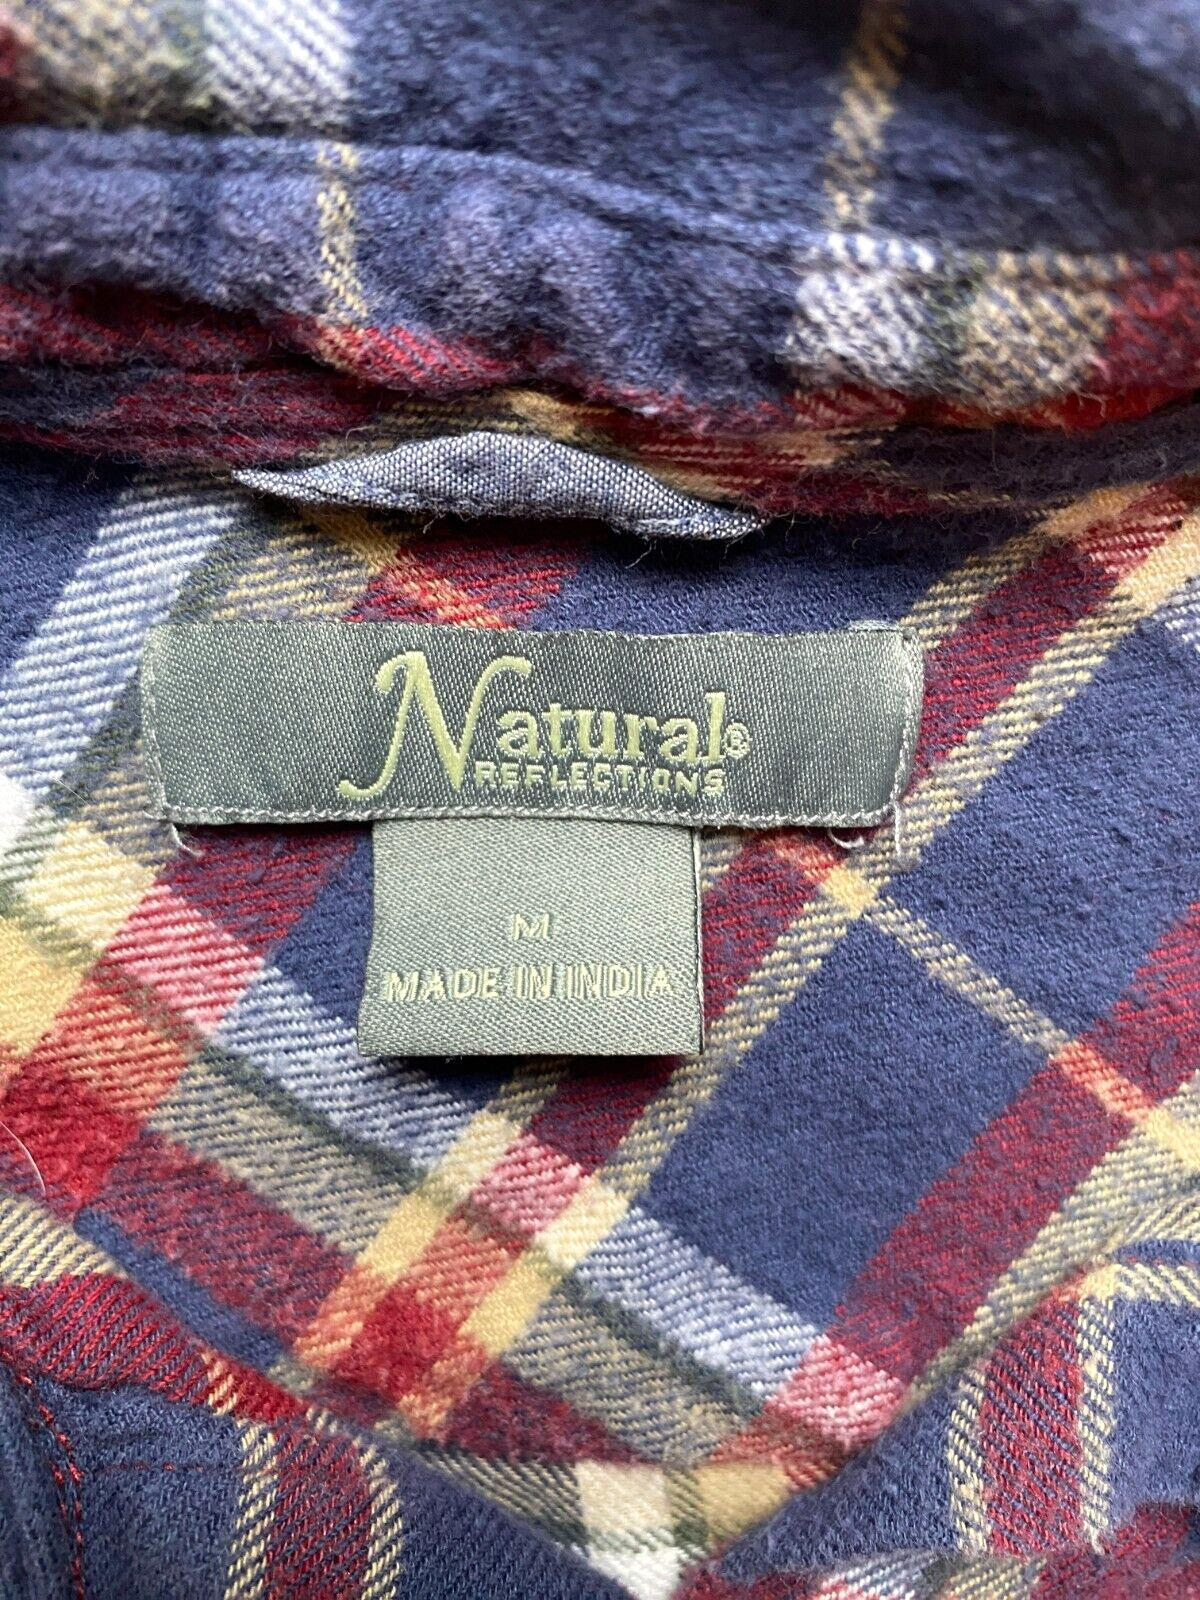 Natural®
REFLECTIONS
M
MADE IN INDIA